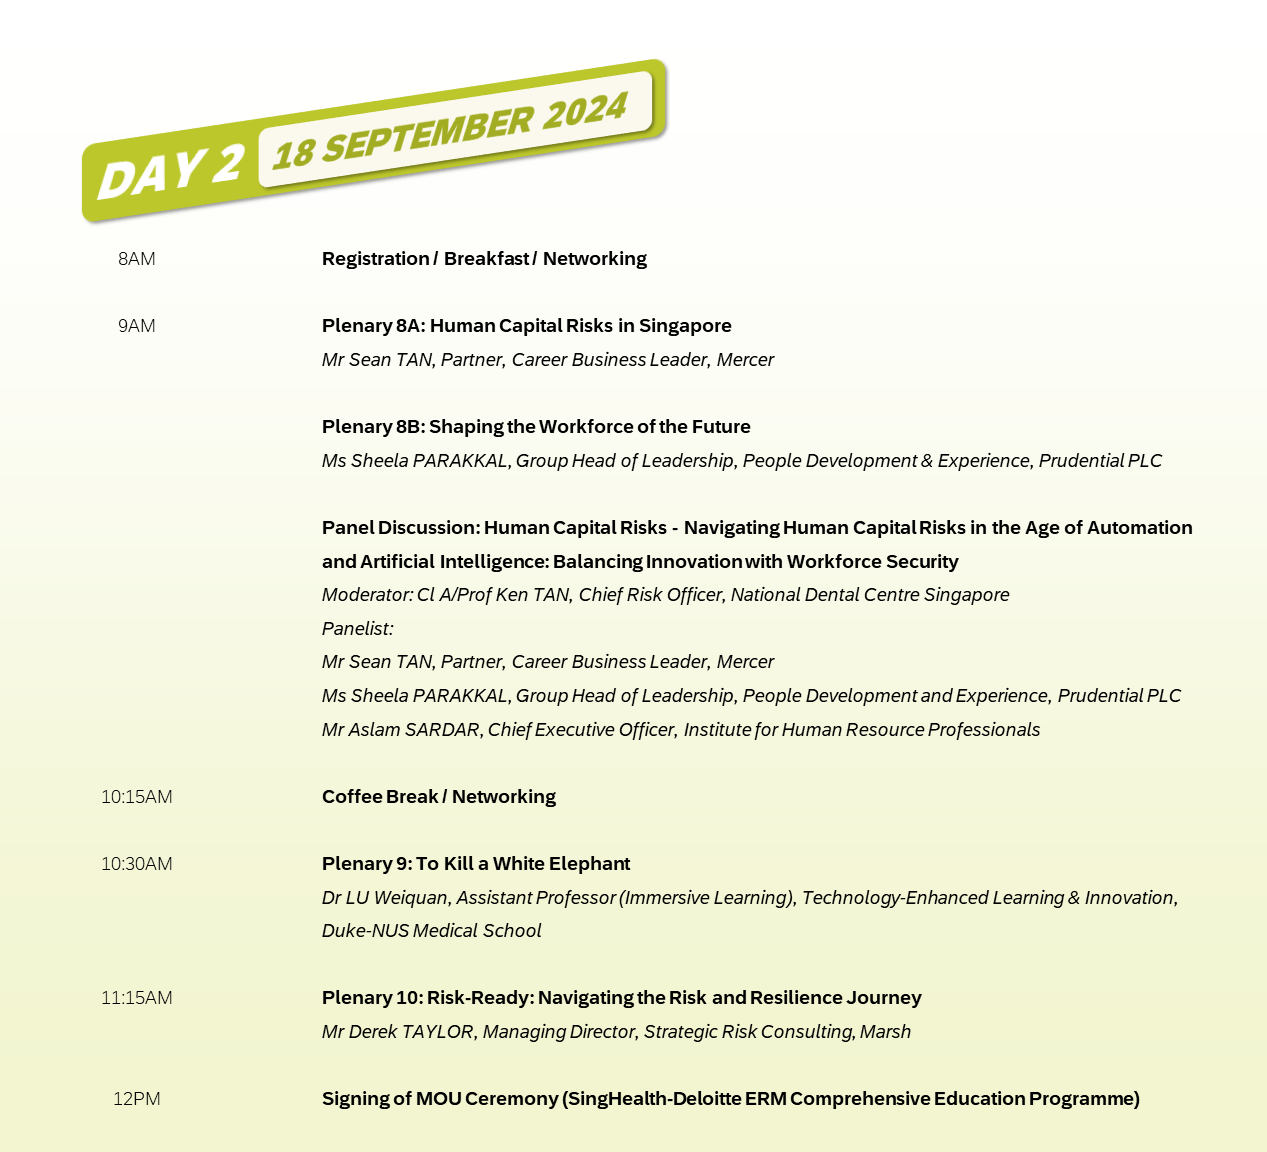 DAY 2 18 SEPTEMBER 2024
8AM Registration / Breakfast / Networking
9AM Plenary 8A: Human Capital Risks in Singapore
Mr Sean TAN, Partner, Career Business Leader, Mercer
Plenary 8B: Shaping the Workforce of the Future
Ms Sheela PARAKKAL, Group Head of Leadership, People Development & Experience, Prudential PLC
Panel Discussion: Human Capital Risks - Navigating Human Capital Risks in the Age of Automation
and Artificial Intelligence: Balancing Innovation with Workforce Security
Moderator: Cl A/Prof Ken TAN, Chief Risk Officer, National Dental Centre Singapore
Panelist:
Mr Sean TAN, Partner, Career Business Leader, Mercer
Ms Sheela PARAKKAL, Group Head of Leadership, People Development and Experience, Prudential PLC
Mr Aslam SARDAR, Chief Executive Officer, Institute for Human Resource Professionals
10:15AM Coffee Break / Networking
10:30AM Plenary 9: To Kill a White Elephant
Dr LU Weiquan, Assistant Professor (Immersive Learning), Technology-Enhanced Learning & Innovation,
Duke-NUS Medical School
11:15AM Plenary 10: Risk-Ready: Navigating the Risk and Resilience Journey
Mr Derek TAYLOR, Managing Director, Strategic Risk Consulting, Marsh
12PM Signing of MOU Ceremony (SingHealth-Deloitte ERM Comprehensive Education Programme)